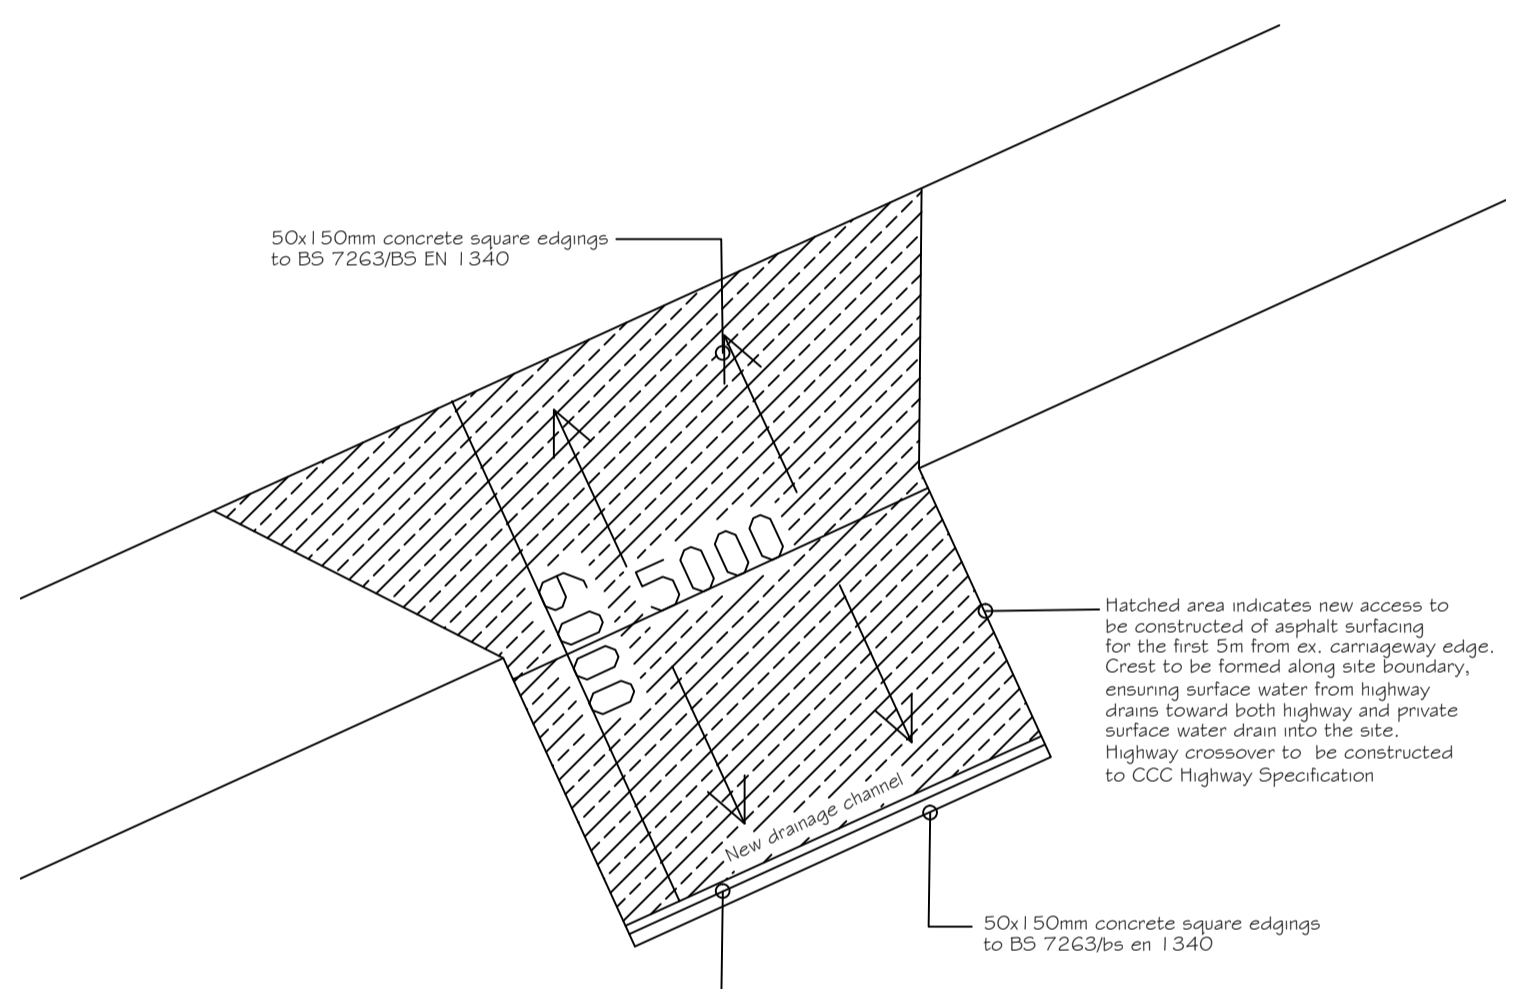 50x150mm concrete square edgings
to BS 7263/BS EN 1340
5000
6000
Hatched area indicates new access to
be constructed of asphalt surfacing
for the first 5m from ex. carriageway edge.
Crest to be formed along site boundary,
ensuring surface water from highway
drains toward both highway and private
surface water drain into the site.
Highway crossover to be constructed
to CCC Highway Specification
New drainage channel
50x150mm concrete square edgings
to BS 7263/bs en 1340